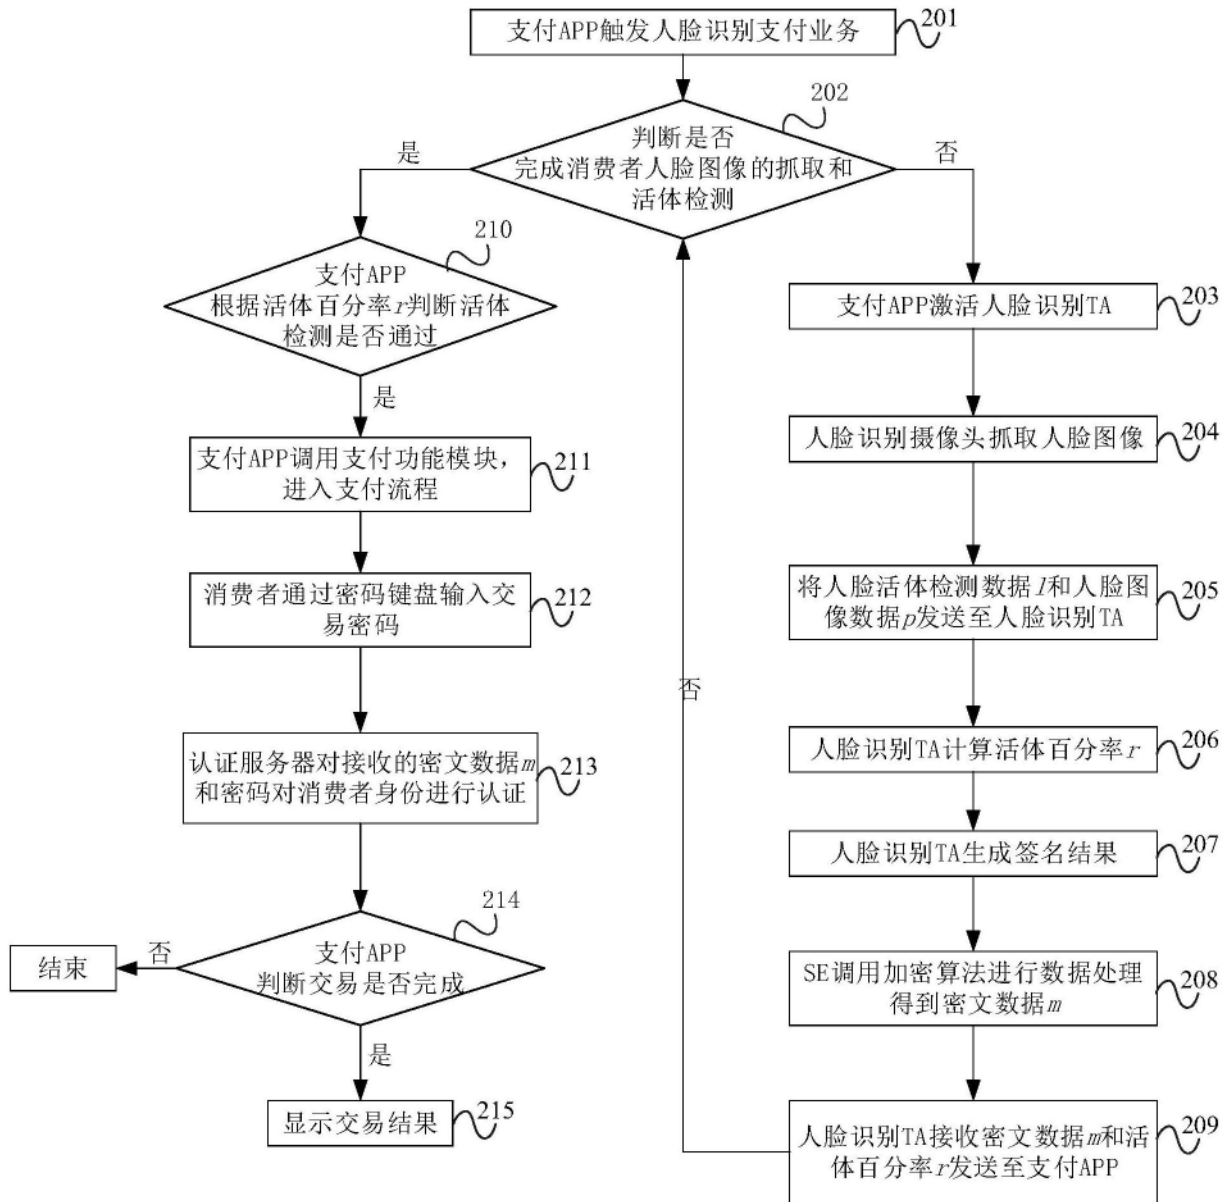 支付APP触发人脸识别支付业务
201
202
判断是否
完成消费者人脸图像的抓取和
活体检测
是
否
210
支付APP
根据活体百分率r判断活体
检测是否通过
是
支付APP激活人脸识别TA
203
人脸识别摄像头抓取人脸图像
204
支付APP调用支付功能模块，
进入支付流程
211
将人脸活体检测数据l和人脸图
像数据p发送至人脸识别TA
205
消费者通过密码键盘输入交
易密码
212
否
人脸识别TA计算活体百分率r
206
认证服务器对接收的密文数据m
和密码对消费者身份进行认证
213
人脸识别TA生成签名结果
207
214
支付APP
判断交易是否完成
否
结束
是
SE调用加密算法进行数据处理
得到密文数据m
208
显示交易结果
215
人脸识别TA接收密文数据m和活
体百分率r发送至支付APP
209